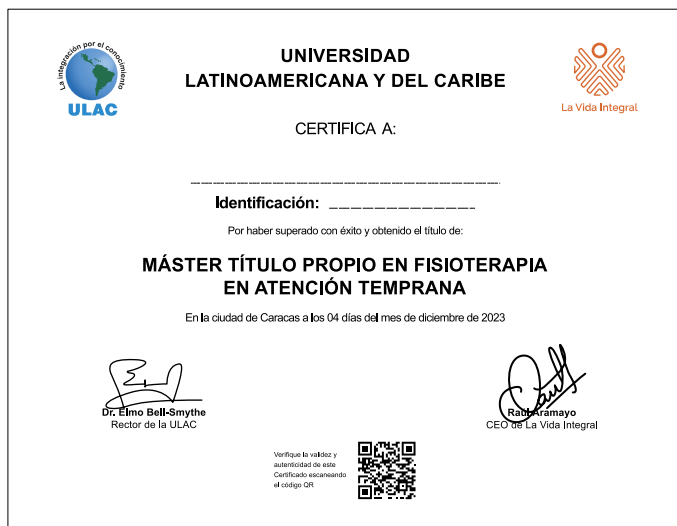 La integración por el conocimiento
ULAC
UNIVERSIDAD
LATINOAMERICANA Y DEL CARIBE
La Vida Integral
CERTIFICA A:
Identificación:
Por haber superado con éxito y obtenido el título de:
MÁSTER TÍTULO PROPIO EN FISIOTERAPIA
EN ATENCIÓN TEMPRANA
En la ciudad de Caracas a los 04 días del mes de diciembre de 2023
Dr. Elmo Bell-Smythe
Rector de la ULAC
Raúl Aramayo
CEO de La Vida Integral
Verifique la validez y
autenticidad de este
Certificado escaneando
el código QR